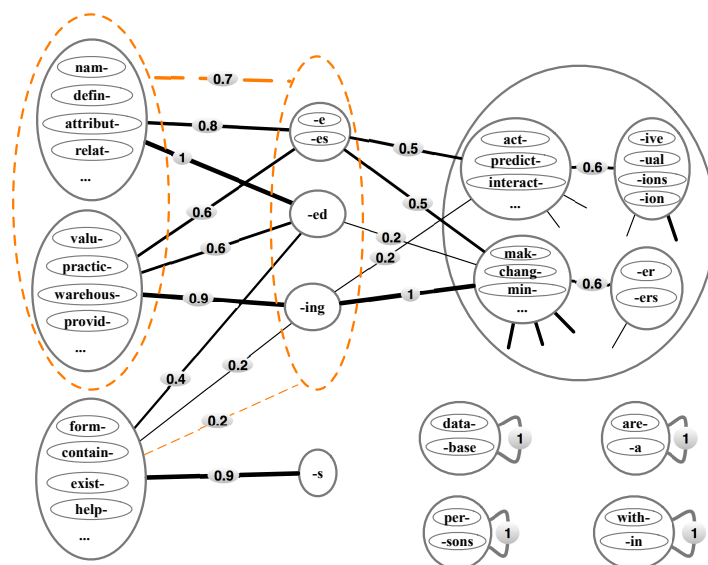 nam-
defin-
attribut-
relat-
...
valu-
practic-
warehous-
provid-
...
form-
contain-
exist-
help-
...
0.7
0.8
1
0.6
0.6
0.9
0.4
0.2
0.2
0.9
-e
-es
-ed
-ing
-s
0.5
0.5
0.2
0.2
1
act-
predict-
interact-
...
0.6
-ive
-ual
-ions
-ion
mak-
chang-
min-
...
0.6
-er
-ers
data-
-base
1
are-
-a
1
per-
-sons
1
with-
-in
1